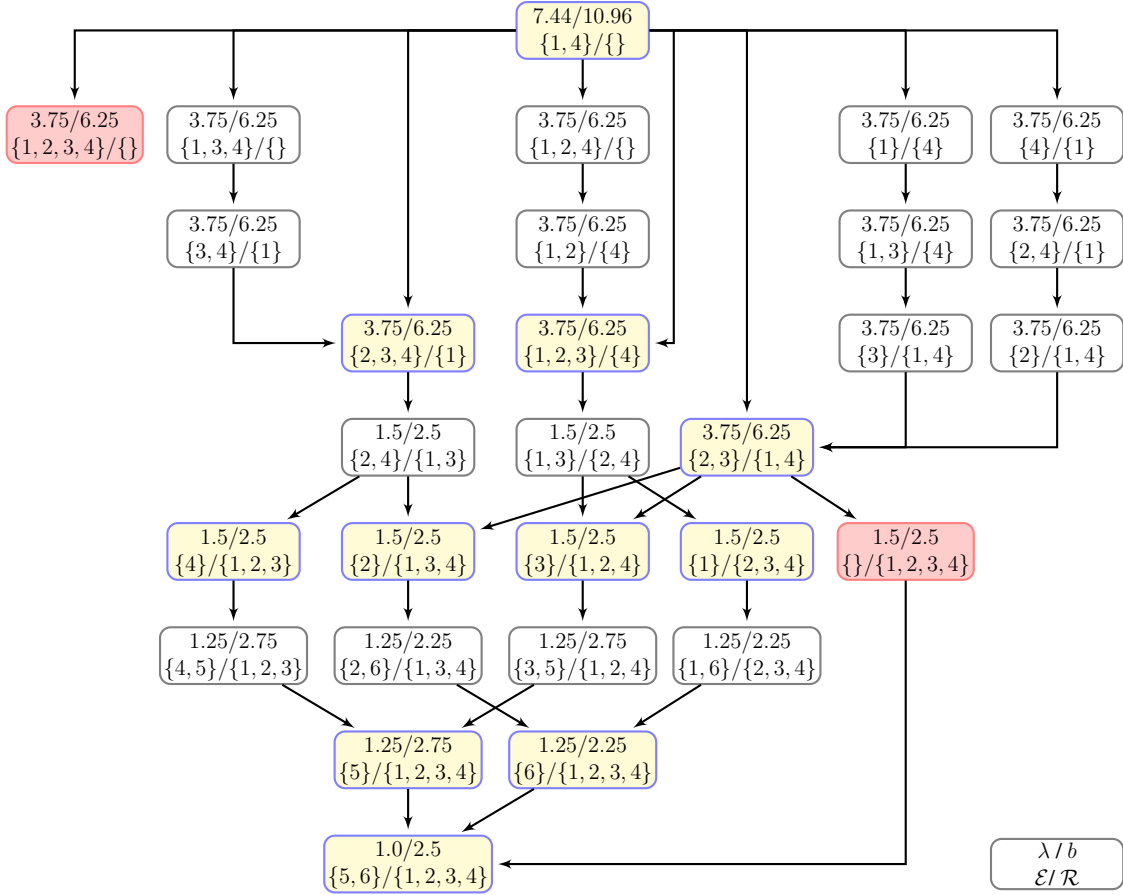 7.44/10.96
{1, 4}/{}
3.75/6.25
{1, 2, 3, 4}/{}
3.75/6.25
{1, 3, 4}/{}
3.75/6.25
{1, 2, 4}/{}
3.75/6.25
{1}/{4}
3.75/6.25
{4}/{1}
3.75/6.25
{3, 4}/{1}
3.75/6.25
{1, 2}/{4}
3.75/6.25
{1, 3}/{4}
3.75/6.25
{2, 4}/{1}
3.75/6.25
{2, 3, 4}/{1}
3.75/6.25
{1, 2, 3}/{4}
3.75/6.25
{3}/{1, 4}
3.75/6.25
{2}/{1, 4}
1.5/2.5
{2, 4}/{1, 3}
1.5/2.5
{1, 3}/{2, 4}
3.75/6.25
{2, 3}/{1, 4}
1.5/2.5
{4}/{1, 2, 3}
1.5/2.5
{2}/{1, 3, 4}
1.5/2.5
{3}/{1, 2, 4}
1.5/2.5
{1}/{2, 3, 4}
1.5/2.5
{}/{1, 2, 3, 4}
1.25/2.75
{4, 5}/{1, 2, 3}
1.25/2.25
{2, 6}/{1, 3, 4}
1.25/2.75
{3, 5}/{1, 2, 4}
1.25/2.25
{1, 6}/{2, 3, 4}
1.25/2.75
{5}/{1, 2, 3, 4}
1.25/2.25
{6}/{1, 2, 3, 4}
1.0/2.5
{5, 6}/{1, 2, 3, 4}
λ / b
ℰ / ℛ